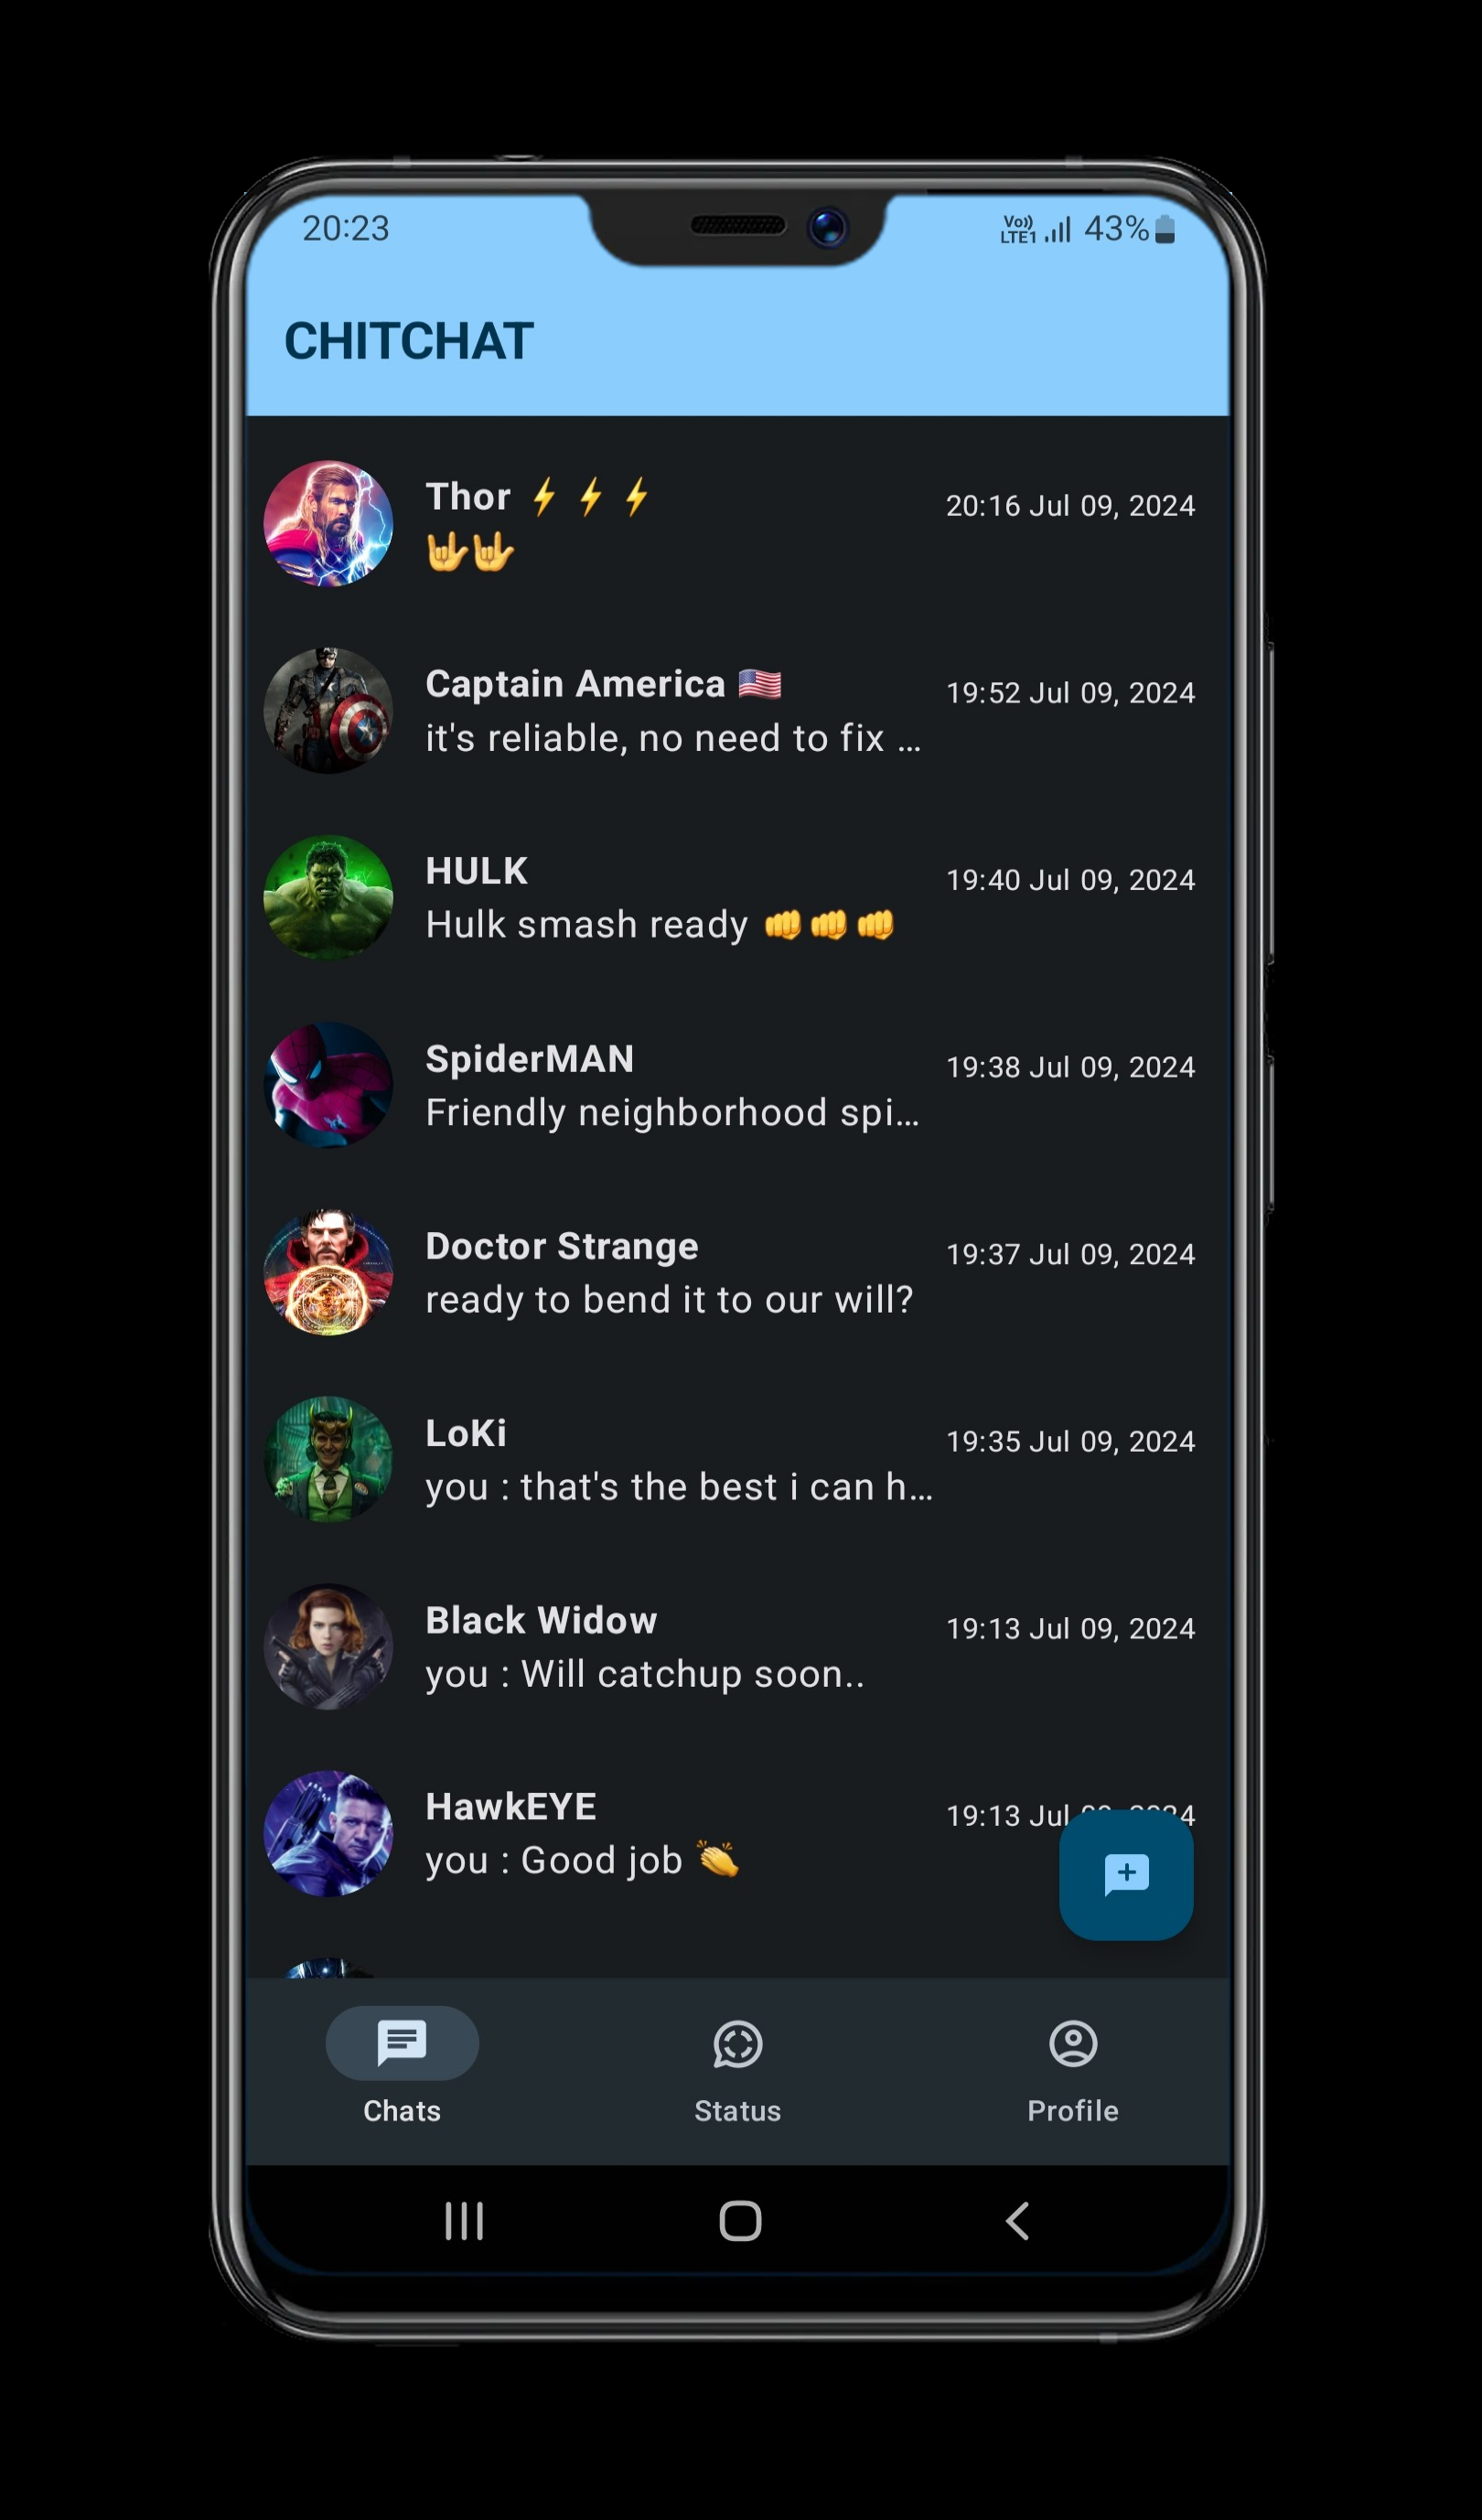 20:23
Vo)) LTE1 43%
CHITCHAT
Thor ⚡⚡⚡
20:16 Jul 09, 2024
🤟🤟
Captain America 🇺🇸
19:52 Jul 09, 2024
it's reliable, no need to fix ...
HULK
19:40 Jul 09, 2024
Hulk smash ready 👊👊👊
SpiderMAN
19:38 Jul 09, 2024
Friendly neighborhood spi...
Doctor Strange
19:37 Jul 09, 2024
ready to bend it to our will?
LoKi
19:35 Jul 09, 2024
you : that's the best i can h...
Black Widow
19:13 Jul 09, 2024
you : Will catchup soon..
HawkEYE
19:13 Jul
you : Good job 👏
Chats
Status
Profile